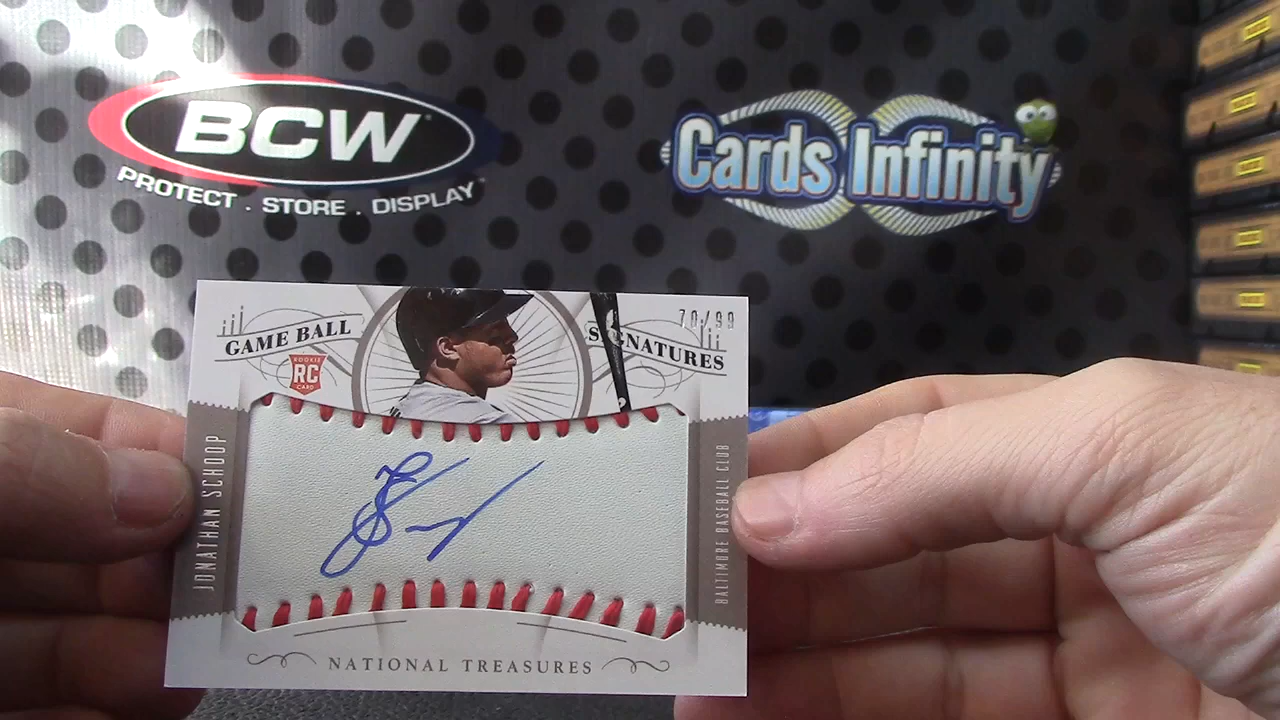 BCW
PROTECT . STORE . DISPLAY
Cards Infinity
GAME BALL SIGNATURES
70/99
ROOKIE
RC
CARD
JONATHAN SCHOOP
BALTIMORE BASEBALL CLUB
NATIONAL TREASURES